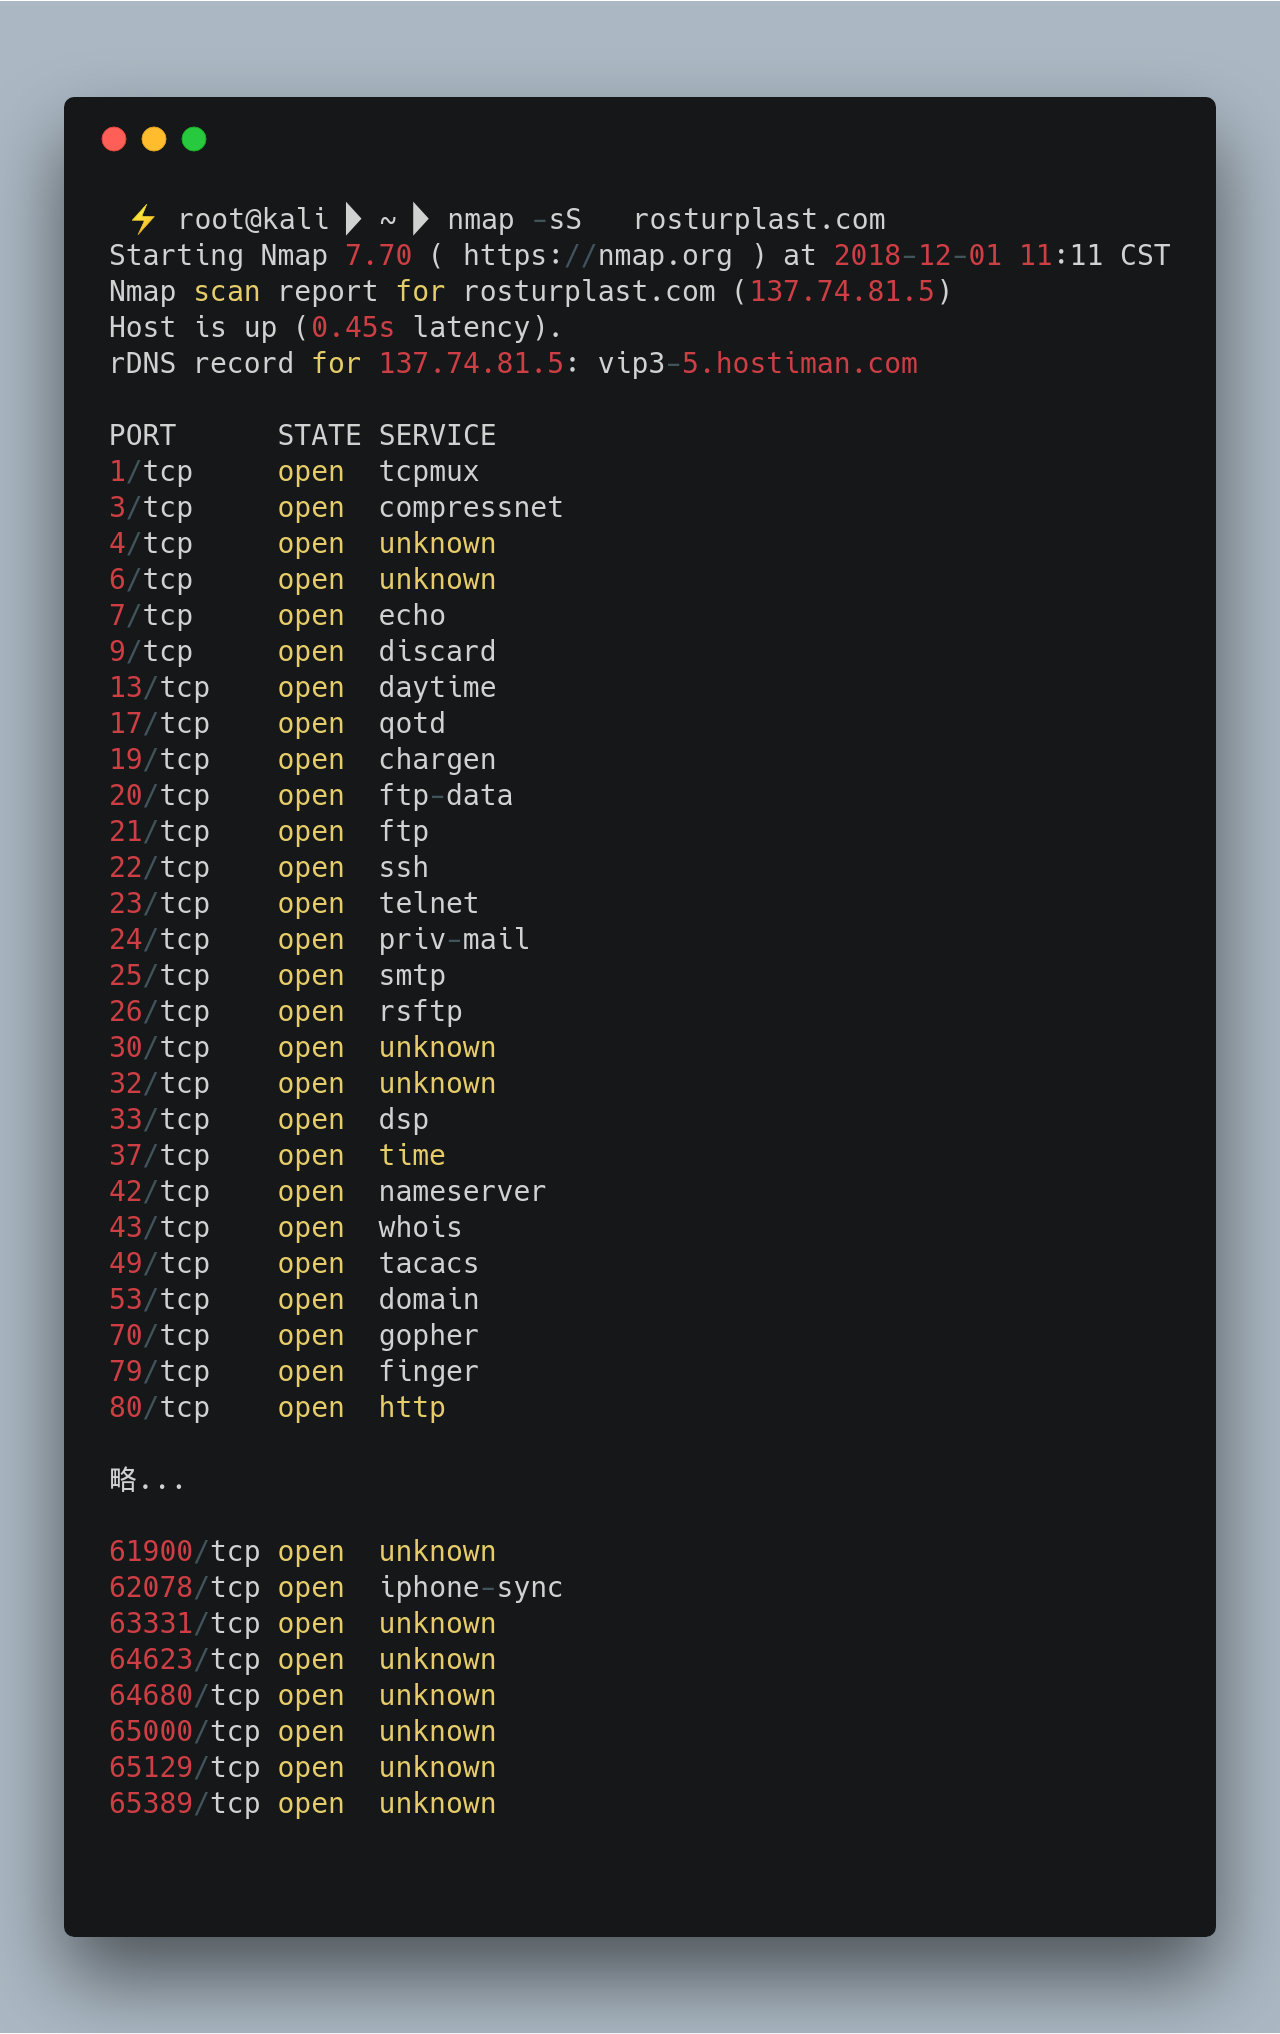 ⚡ root@kali ▶ ~ ▶ nmap -sS   rosturplast.com
Starting Nmap 7.70 ( https://nmap.org ) at 2018-12-01 11:11 CST
Nmap scan report for rosturplast.com (137.74.81.5)
Host is up (0.45s latency).
rDNS record for 137.74.81.5: vip3-5.hostiman.com

PORT      STATE SERVICE
1/tcp     open  tcpmux
3/tcp     open  compressnet
4/tcp     open  unknown
6/tcp     open  unknown
7/tcp     open  echo
9/tcp     open  discard
13/tcp    open  daytime
17/tcp    open  qotd
19/tcp    open  chargen
20/tcp    open  ftp-data
21/tcp    open  ftp
22/tcp    open  ssh
23/tcp    open  telnet
24/tcp    open  priv-mail
25/tcp    open  smtp
26/tcp    open  rsftp
30/tcp    open  unknown
32/tcp    open  unknown
33/tcp    open  dsp
37/tcp    open  time
42/tcp    open  nameserver
43/tcp    open  whois
49/tcp    open  tacacs
53/tcp    open  domain
70/tcp    open  gopher
79/tcp    open  finger
80/tcp    open  http

略...

61900/tcp open  unknown
62078/tcp open  iphone-sync
63331/tcp open  unknown
64623/tcp open  unknown
64680/tcp open  unknown
65000/tcp open  unknown
65129/tcp open  unknown
65389/tcp open  unknown